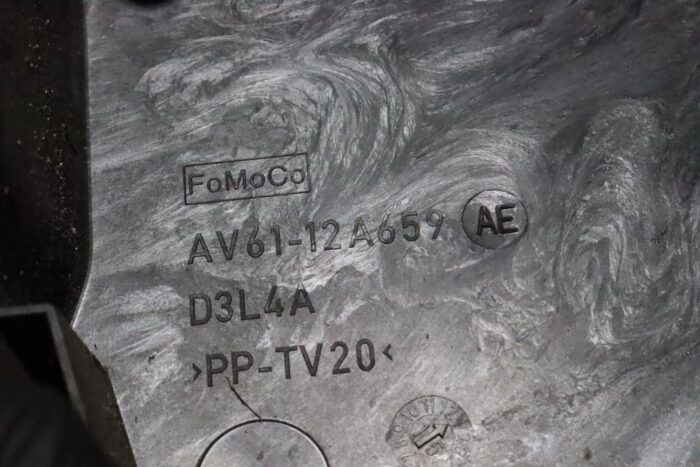 FoMoCo
AV61-12A659 AE
D3L4A
>PP-TV20<